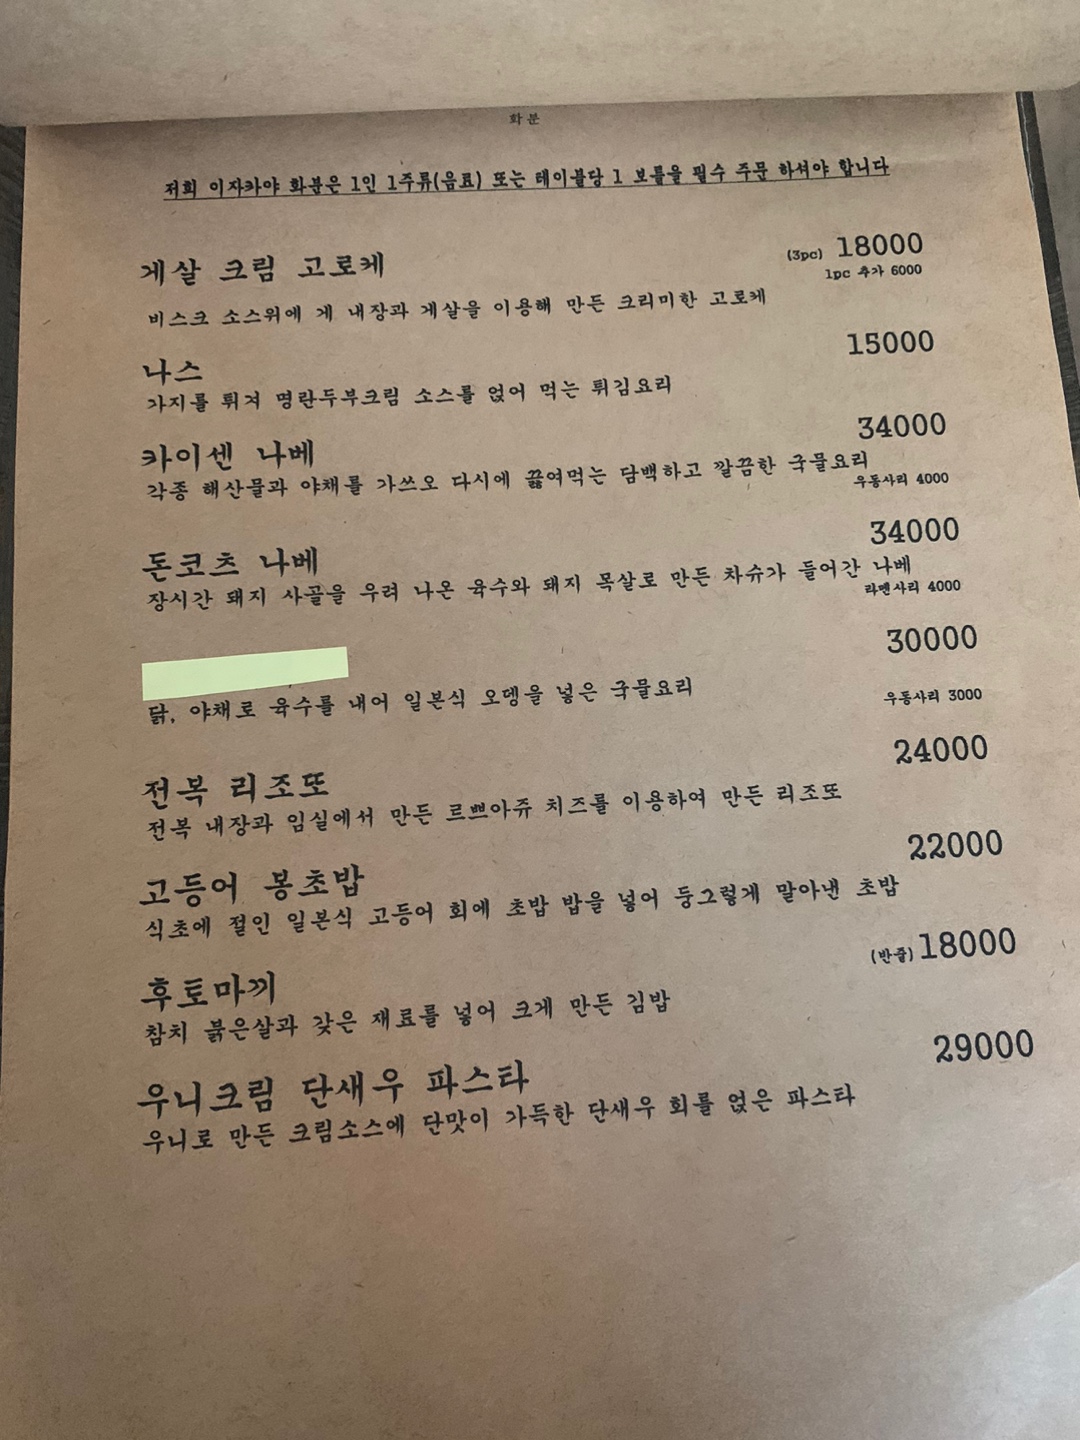 화분
저희 이자카야 화분은 1인 1주류(음료) 또는 테이블당 1 보틀을 필수 주문 하셔야 합니다
게살 크림 고로케 (3pc) 18000
1pc 추가 6000
비스크 소스위에 게 내장과 게살을 이용해 만든 크리미한 고로케
나스 15000
가지를 튀겨 명란두부크림 소스를 얹어 먹는 튀김요리
카이센 나베 34000
각종 해산물과 야채를 가쓰오 다시에 끓여먹는 담백하고 깔끔한 국물요리
우동사리 4000
돈코츠 나베 34000
장시간 돼지 사골을 우려 나온 육수와 돼지 목살로 만든 차슈가 들어간 나베
라멘사리 4000
30000
닭, 야채로 육수를 내어 일본식 오뎅을 넣은 국물요리
우동사리 3000
전복 리조또 24000
전복 내장과 임실에서 만든 르쁘아쥬 치즈를 이용하여 만든 리조또
고등어 봉초밥 22000
식초에 절인 일본식 고등어 회에 초밥 밥을 넣어 둥그렇게 말아낸 초밥
후토마끼 (반줄) 18000
참치 붉은살과 갖은 재료를 넣어 크게 만든 김밥
우니크림 단새우 파스타 29000
우니로 만든 크림소스에 단맛이 가득한 단새우 회를 얹은 파스타